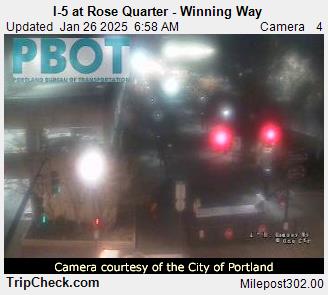 I-5 at Rose Quarter - Winning Way
Updated Jan 26 2025 6:58 AM Camera 4
PBOT
PORTLAND BUREAU OF TRANSPORTATION
Camera courtesy of the City of Portland
TripCheck.com Milepost302.00